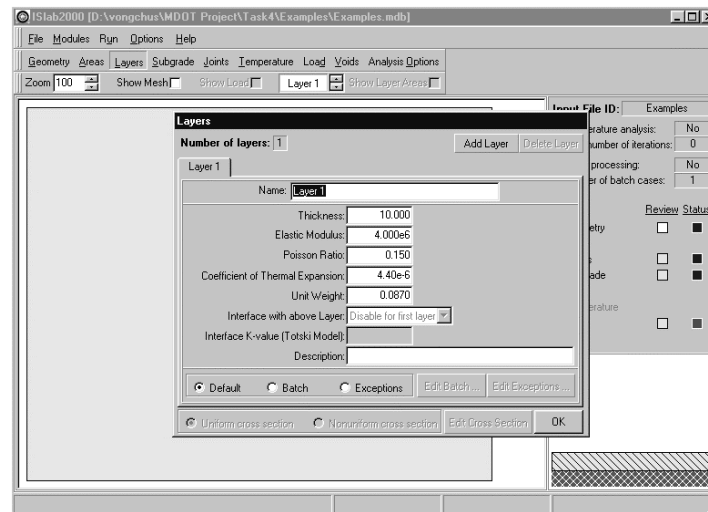 ISlab2000 [D:\vongchus\MDOT Project\Task4\Examples\Examples.mdb]
File Modules Run Options Help
Geometry Areas Layers Subgrade Joints Temperature Load Voids Analysis Options
Zoom 100 Show Mesh Show Load Layer 1 Show Layer Areas
Input File ID: Examples
erature analysis: No
number of iterations: 0
processing: No
er of batch cases: 1
Review Status
etry
s
ade
erature
Layers
Number of layers: 1 Add Layer Delete Layer
Layer 1
Name: Layer 1
Thickness: 10.000
Elastic Modulus: 4.000e6
Poisson Ratio: 0.150
Coefficient of Thermal Expansion: 4.40e-6
Unit Weight: 0.0870
Interface with above Layer: Disable for first layer
Interface K-value (Totski Model):
Description:
Default Batch Exceptions Edit Batch ... Edit Exceptions ...
Uniform cross section Nonuniform cross section Edit Cross Section OK